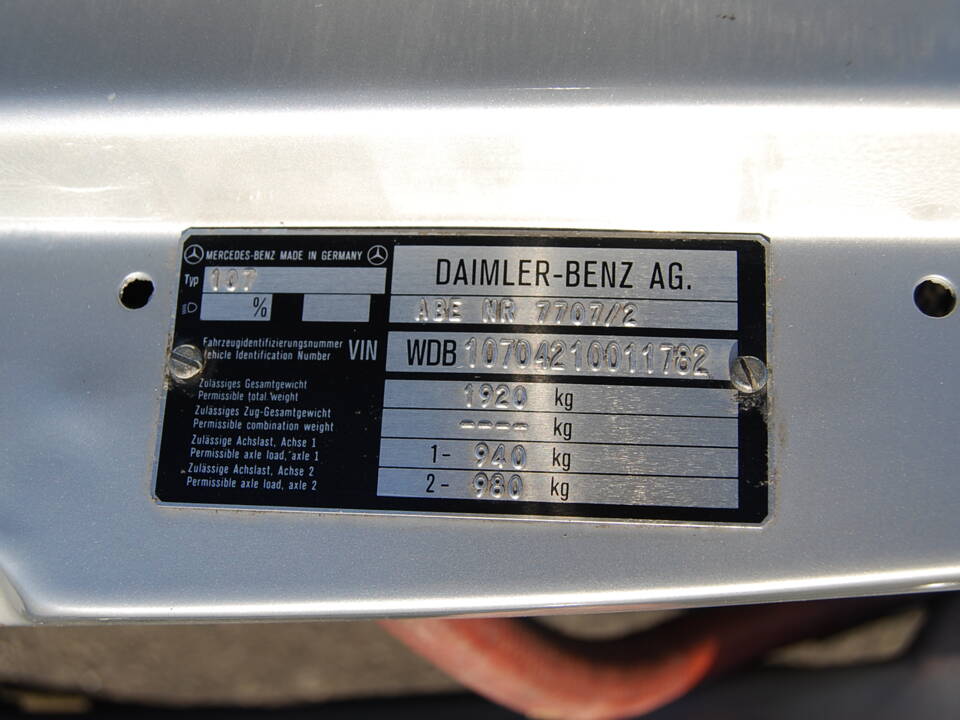 MERCEDES-BENZ MADE IN GERMANY
DAIMLER-BENZ AG.
Typ 107
% ABE NR 7707/2
Fahrzeugidentifizierungsnummer
Vehicle Identification Number VIN WDB 10704210011782
Zulässiges Gesamtgewicht
Permissible total Weight 1920 kg
Zulässiges Zug-Gesamtgewicht
Permissible combination weight ---- kg
Zulässige Achslast, Achse 1
Permissible axle load, axle 1 1- 940 kg
Zulässige Achslast, Achse 2
Permissible axle load, axle 2 2- 980 kg